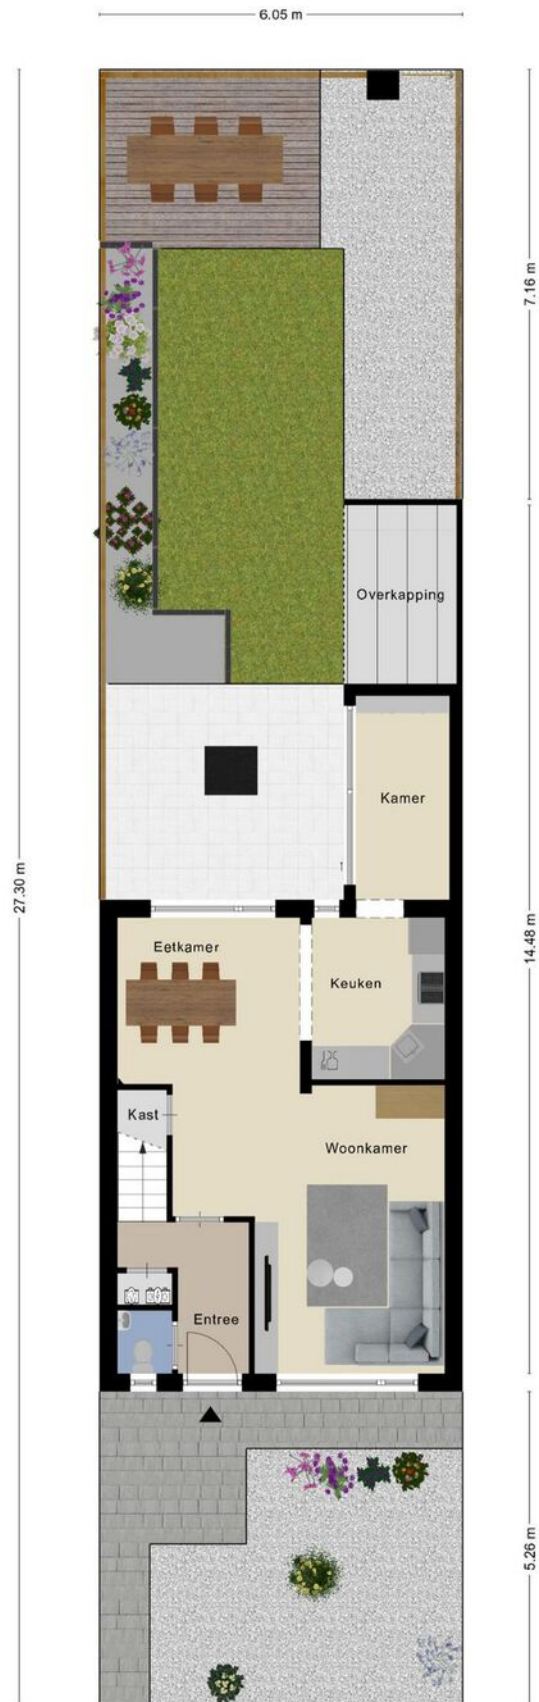 6.05 m
7.16 m
Overkapping
Kamer
27.30 m
14.48 m
Eetkamer
Keuken
Kast
Woonkamer
Entree
5.26 m